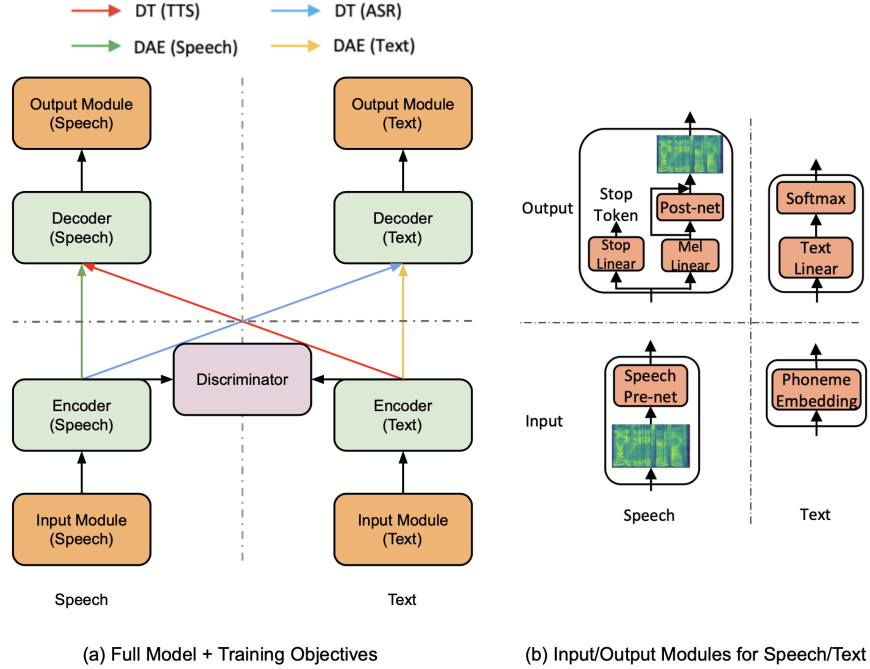 DT (TTS)
DT (ASR)
DAE (Speech)
DAE (Text)
Output Module
(Speech)
Output Module
(Text)
Decoder
(Speech)
Decoder
(Text)
Discriminator
Encoder
(Speech)
Encoder
(Text)
Input Module
(Speech)
Input Module
(Text)
Speech
Text
(a) Full Model + Training Objectives
Output
Stop
Token
Post-net
Stop
Linear
Mel
Linear
Softmax
Text
Linear
Input
Speech
Pre-net
Phoneme
Embedding
Speech
Text
(b) Input/Output Modules for Speech/Text